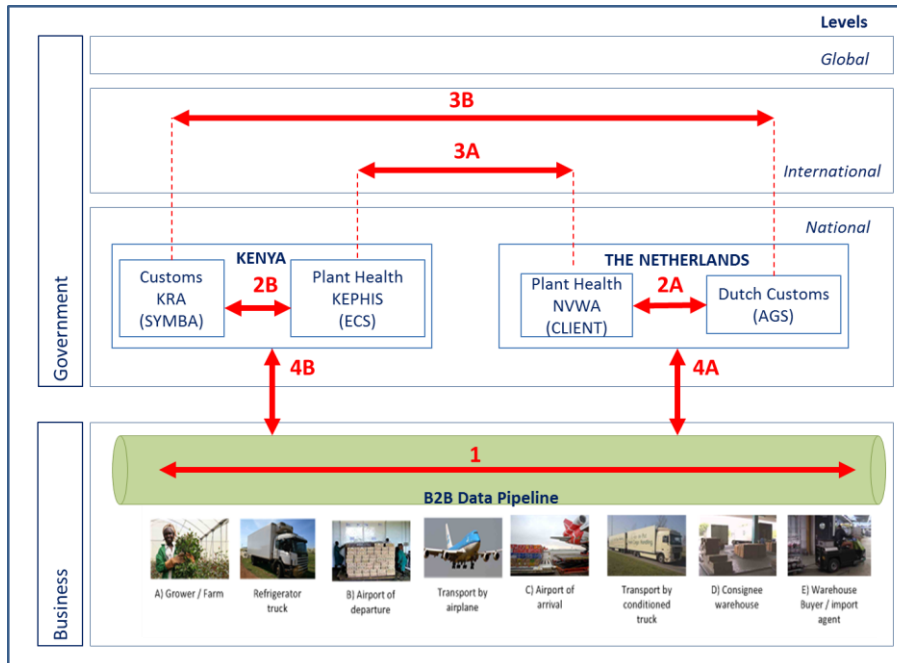 Levels
Global
3B
3A
International
National
Government
KENYA
Customs
KRA
(SYMBA)
2B
Plant Health
KEPHIS
(ECS)
THE NETHERLANDS
Plant Health
NVWA
(CLIENT)
2A
Dutch Customs
(AGS)
4B
4A
Business
1
B2B Data Pipeline
A) Grower / Farm
Refrigerator
truck
B) Airport of
departure
Transport by
airplane
C) Airport of
arrival
Transport by
conditioned
truck
D) Consignee
warehouse
E) Warehouse
Buyer / import
agent